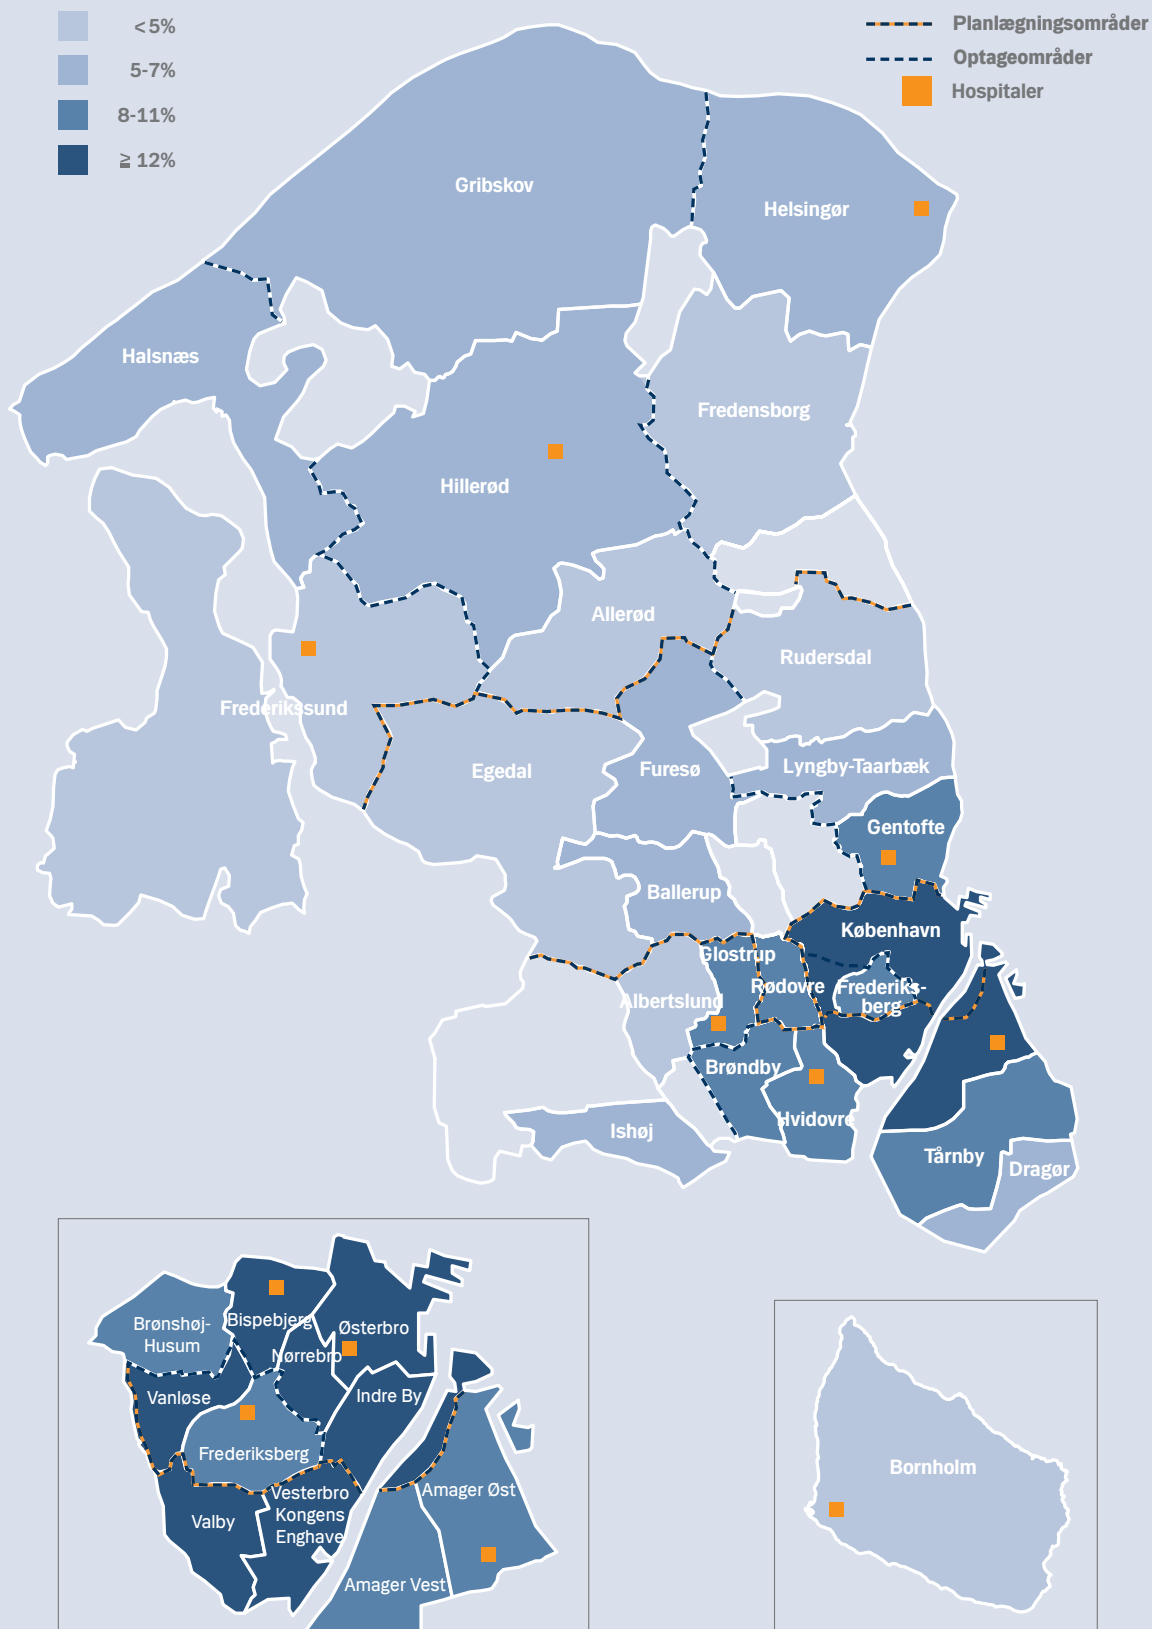 < 5%
5-7%
8-11%
≧ 12%
Planlægningsområder
Optageområder
Hospitaler
Gribskov
Helsingør
Halsnæs
Fredensborg
Hillerød
Allerød
Rudersdal
Frederikssund
Egedal
Furesø
Lyngby-Taarbæk
Gentofte
Ballerup
København
Glostrup
Rødovre
Frederiks-
berg
Albertslund
Brøndby
Hvidovre
Ishøj
Tårnby
Dragør
Brønshøj-
Husum
Bispebjerg
Østerbro
Nørrebro
Vanløse
Indre By
Frederiksberg
Vesterbro
Kongens
Enghave
Valby
Amager Øst
Amager Vest
Bornholm